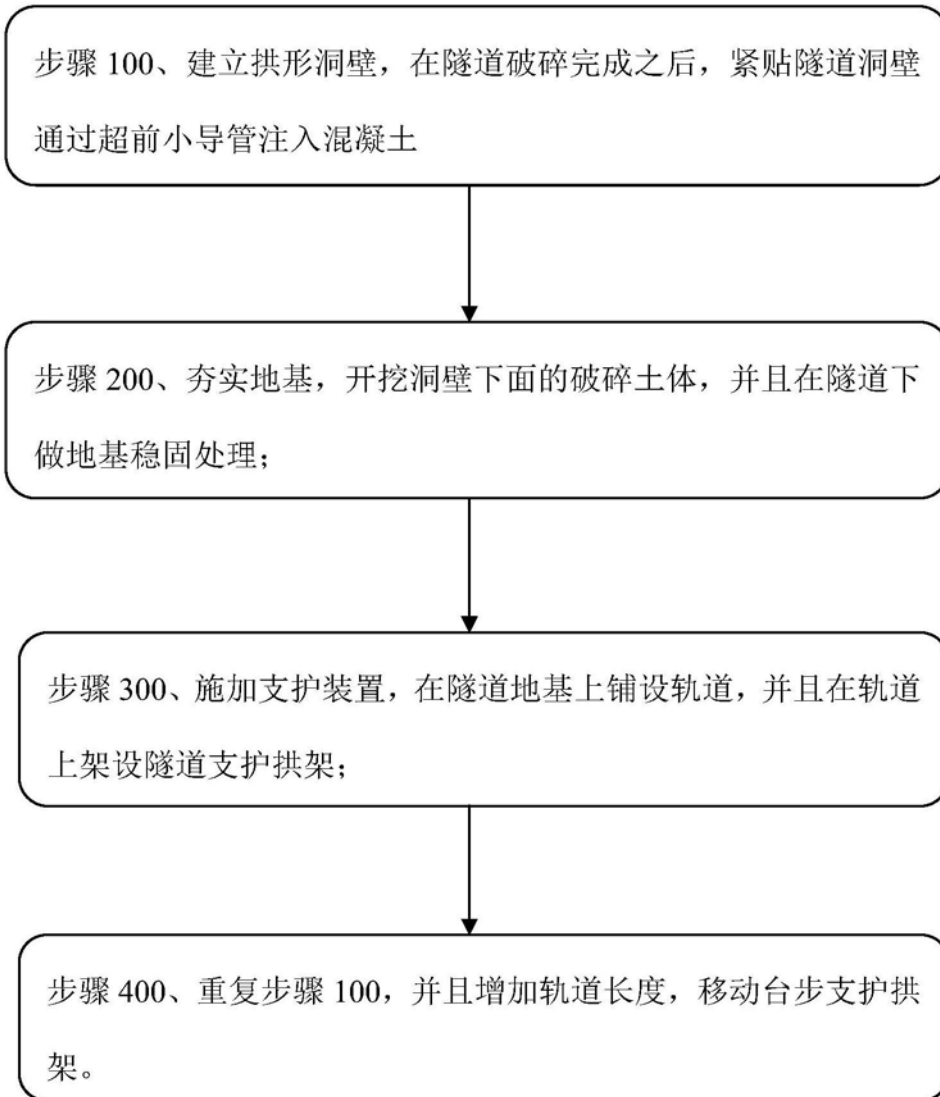 步骤 100、建立拱形洞壁，在隧道破碎完成之后，紧贴隧道洞壁
通过超前小导管注入混凝土
步骤 200、夯实地基，开挖洞壁下面的破碎土体，并且在隧道下
做地基稳固处理；
步骤 300、施加支护装置，在隧道地基上铺设轨道，并且在轨道
上架设隧道支护拱架；
步骤 400、重复步骤 100，并且增加轨道长度，移动台步支护拱
架。